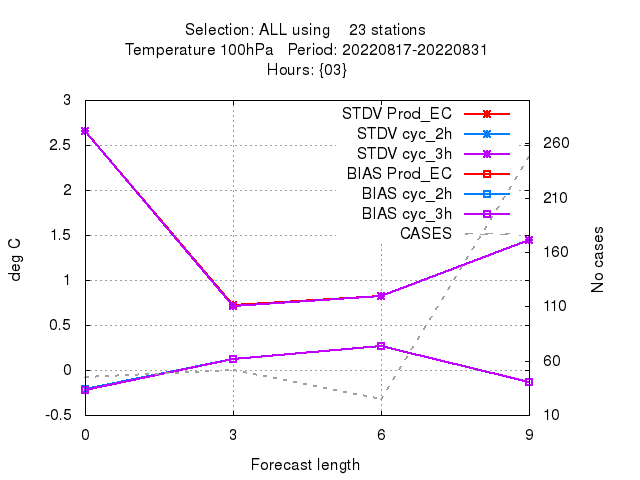 Selection: ALL using 23 stations
Temperature 100hPa Period: 20220817-20220831
Hours: {03}
3
2.5
2
1.5
1
0.5
0
-0.5
deg C
STDV Prod_EC
STDV cyc_2h
STDV cyc_3h
BIAS Prod_EC
BIAS cyc_2h
BIAS cyc_3h
CASES
260
210
160
110
60
10
No cases
0 3 6 9
Forecast length